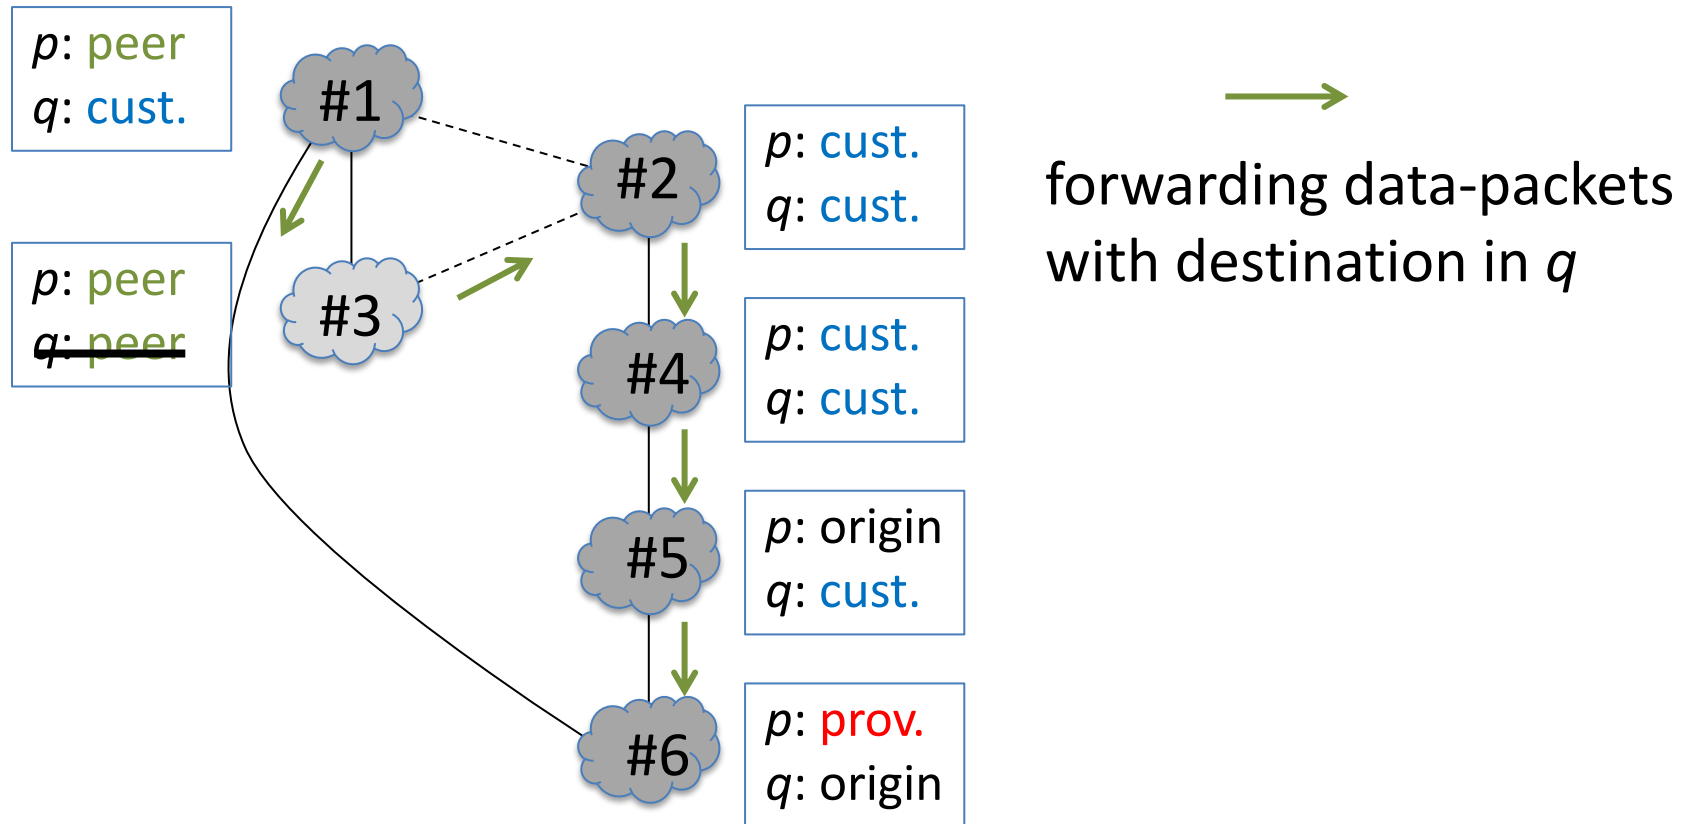 p: peer
q: cust.
#1
#2
p: cust.
q: cust.
forwarding data-packets
with destination in q
p: peer
q: peer
#3
#4
p: cust.
q: cust.
#5
p: origin
q: cust.
#6
p: prov.
q: origin